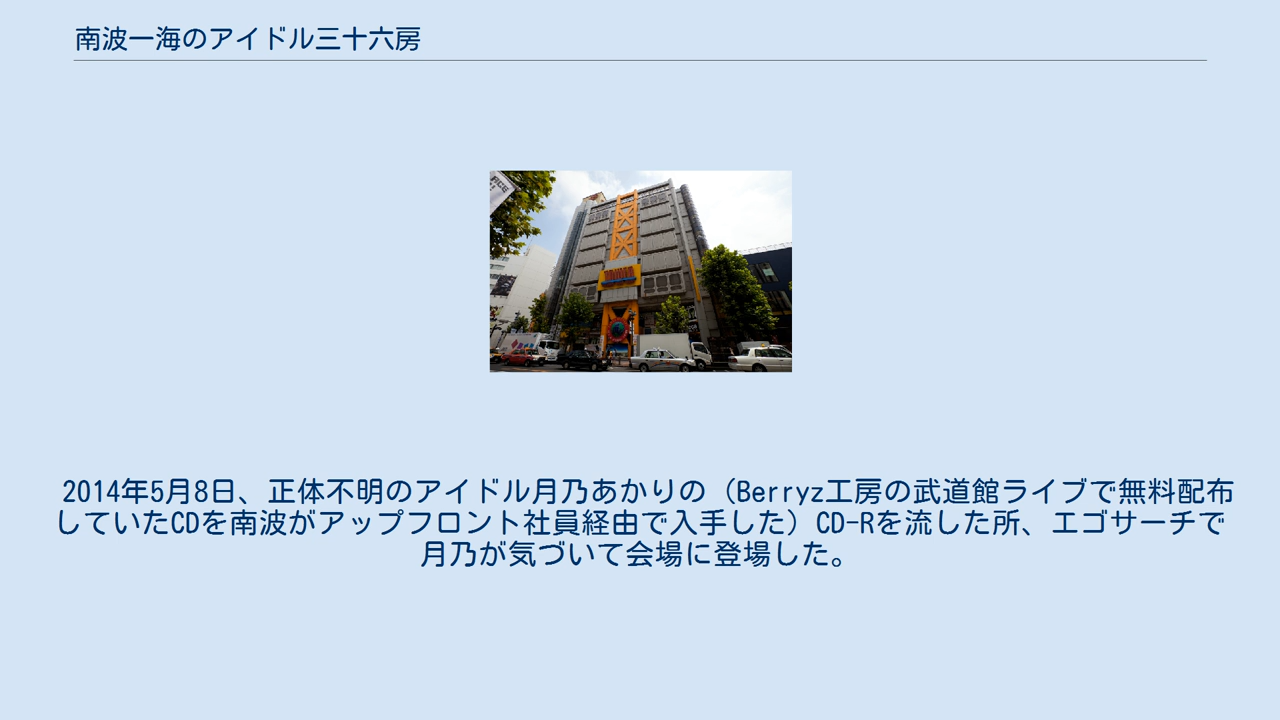 南波一海のアイドル三十六房
2014年5月8日、正体不明のアイドル月乃あかりの（Berryz工房の武道館ライブで無料配布
していたCDを南波がアップフロント社員経由で入手した）CD-Rを流した所、エゴサーチで
月乃が気づいて会場に登場した。